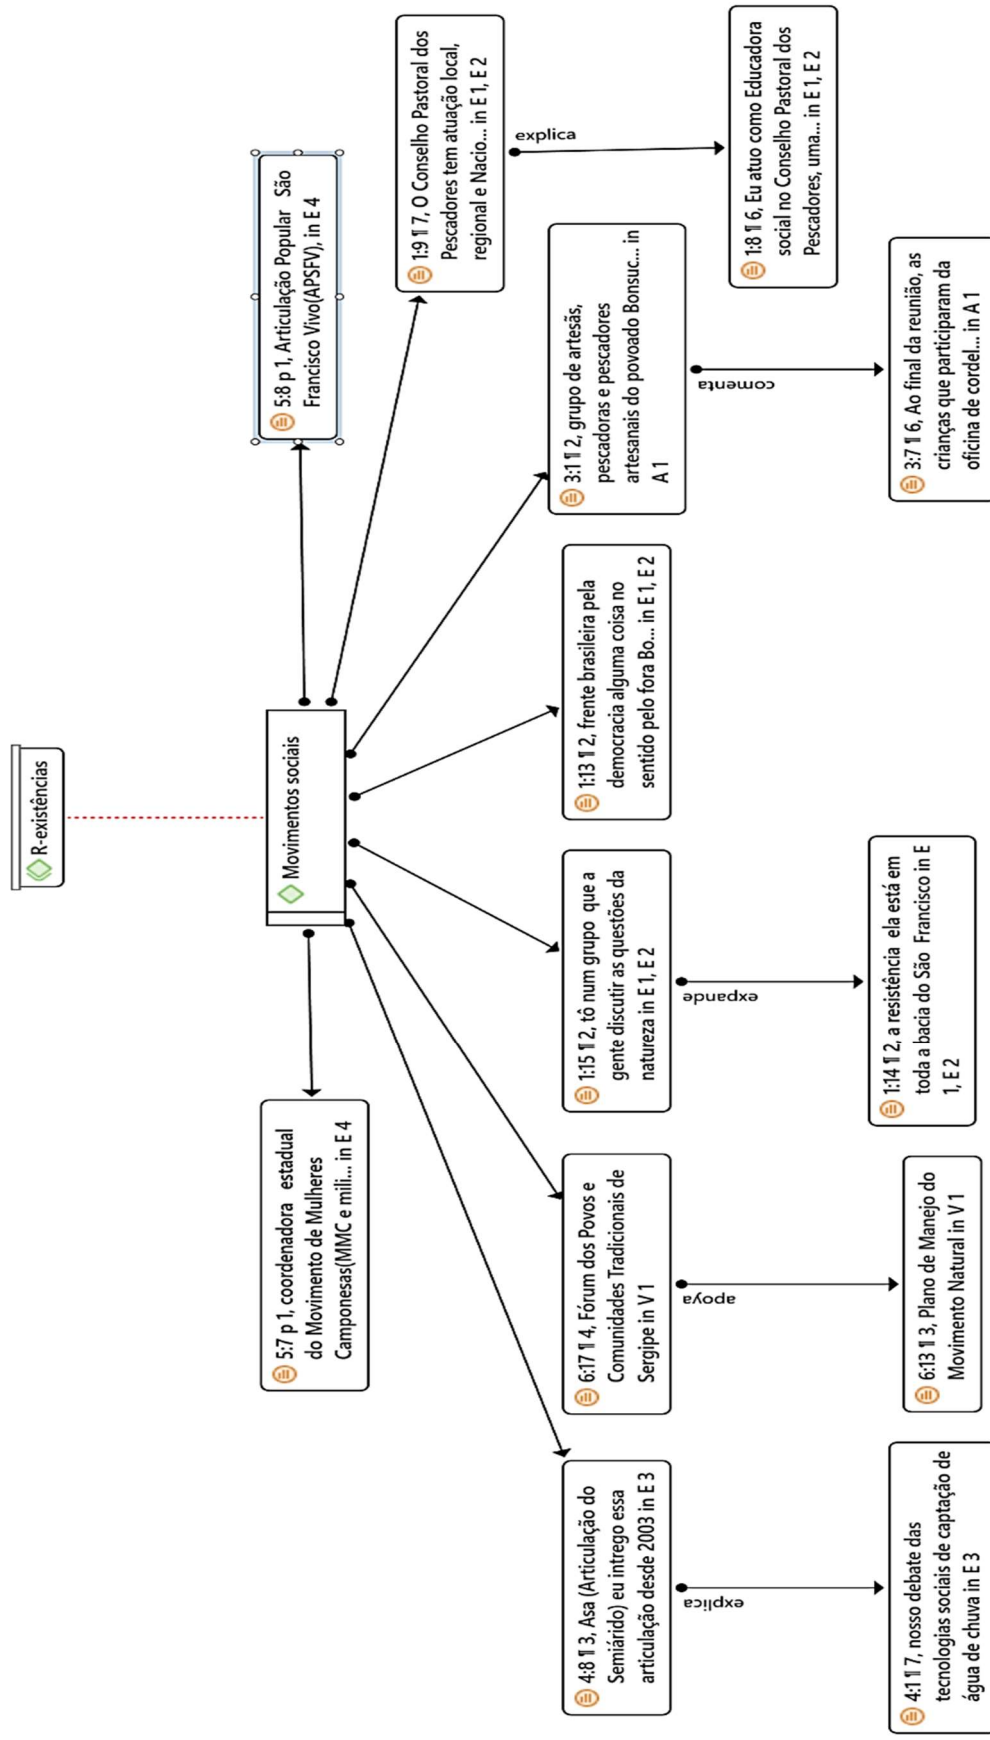 R-existências
Movimentos sociais
5:7 p 1, coordenadora estadual
do Movimento de Mulheres
Camponesas(MMC e mili... in E 4
5:8 p 1, Articulação Popular São
Francisco Vivo(APSFV), in E 4
4:8 ¶ 3, Asa (Articulação do
Semiárido) eu intrego essa
articulação desde 2003 in E 3
6:17 ¶ 4, Fórum dos Povos e
Comunidades Tradicionais de
Sergipe in V 1
1:15 ¶ 2, tô num grupo que a
gente discutir as questões da
natureza in E 1, E 2
1:13 ¶ 2, frente brasileira pela
democracia alguma coisa no
sentido pelo fora Bo... in E 1, E 2
3:1 ¶ 2, grupo de artesãs,
pescadoras e pescadores
artesanais do povoado Bonsuc... in
A 1
1:9 ¶ 7, O Conselho Pastoral dos
Pescadores tem atuação local,
regional e Nacio... in E 1, E 2
explica
apoya
expande
comenta
explica
4:1 ¶ 7, nosso debate das
tecnologias sociais de captação de
água de chuva in E 3
6:13 ¶ 3, Plano de Manejo do
Movimento Natural in V 1
1:14 ¶ 2, a resistência ela está em
toda a bacia do São Francisco in E
1, E 2
3:7 ¶ 6, Ao final da reunião, as
crianças que participaram da
oficina de cordel... in A 1
1:8 ¶ 6, Eu atuo como Educadora
social no Conselho Pastoral dos
Pescadores, uma... in E 1, E 2